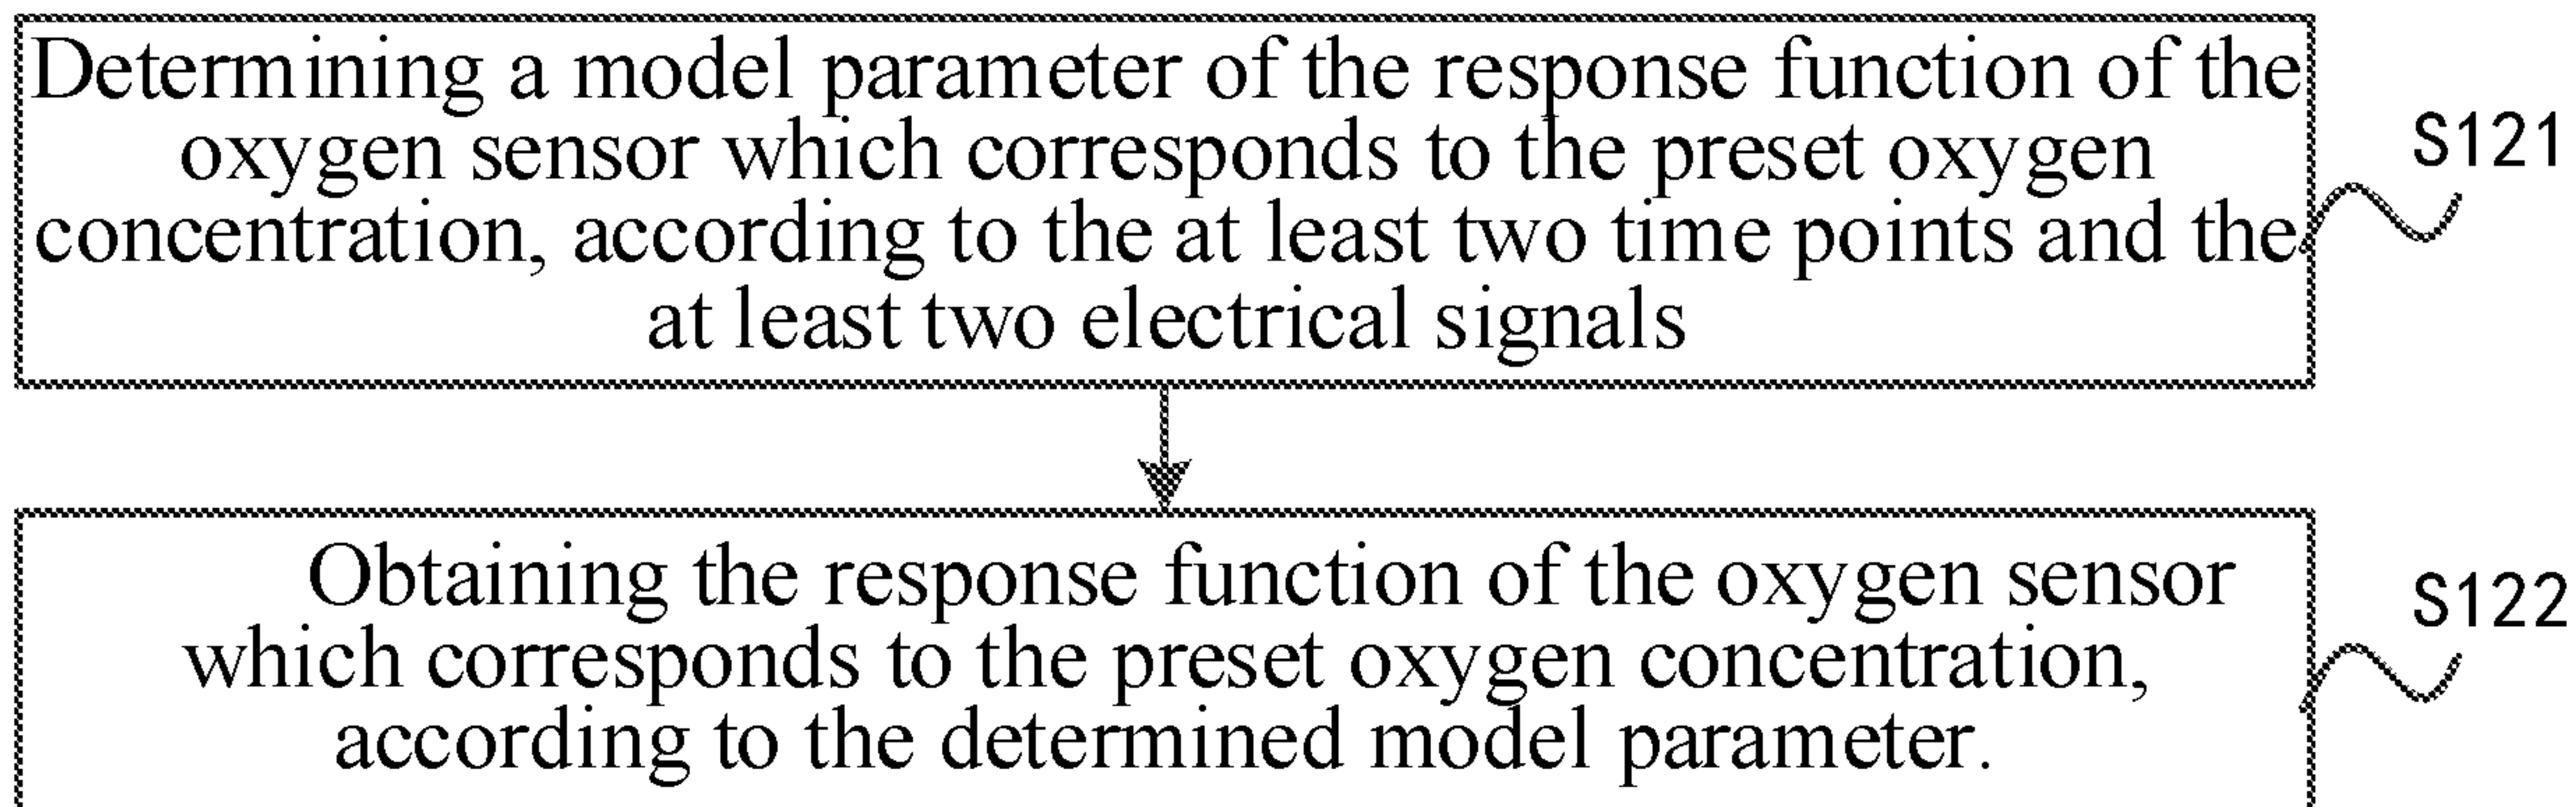 Determining a model parameter of the response function of the
oxygen sensor which corresponds to the preset oxygen
concentration, according to the at least two time points and the
at least two electrical signals
S121
Obtaining the response function of the oxygen sensor
which corresponds to the preset oxygen concentration,
according to the determined model parameter.
S122